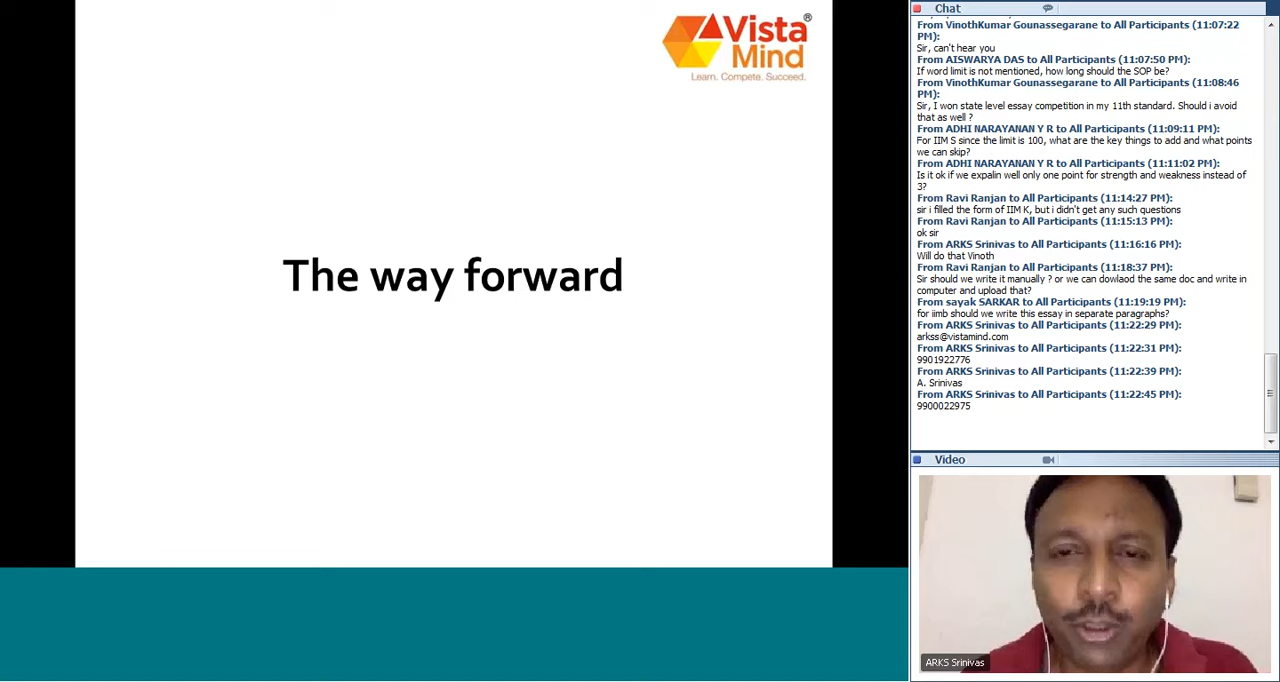 Vista
Mind
®
Learn. Compete. Succeed.
The way forward
Chat
From VinothKumar Gounassegarane to All Participants (11:07:22
PM):
Sir, can't hear you
From AISWARYA DAS to All Participants (11:07:50 PM):
If word limit is not mentioned, how long should the SOP be?
From VinothKumar Gounassegarane to All Participants (11:08:46
PM):
Sir, I won state level essay competition in my 11th standard. Should i avoid
that as well ?
From ADHI NARAYANAN Y R to All Participants (11:09:11 PM):
For IIM S since the limit is 100, what are the key things to add and what points
we can skip?
From ADHI NARAYANAN Y R to All Participants (11:11:02 PM):
Is it ok if we expalin well only one point for strength and weakness instead of
3?
From Ravi Ranjan to All Participants (11:14:27 PM):
sir i filled the form of IIM K, but i didn't get any such questions
From Ravi Ranjan to All Participants (11:15:13 PM):
ok sir
From ARKS Srinivas to All Participants (11:16:16 PM):
Will do that Vinoth
From Ravi Ranjan to All Participants (11:18:37 PM):
Sir should we write it manually ? or we can dowlaod the same doc and write in
computer and upload that?
From sayak SARKAR to All Participants (11:19:19 PM):
for iimb should we write this essay in separate paragraphs?
From ARKS Srinivas to All Participants (11:22:29 PM):
arkss@vistamind.com
From ARKS Srinivas to All Participants (11:22:31 PM):
9901922776
From ARKS Srinivas to All Participants (11:22:39 PM):
A. Srinivas
From ARKS Srinivas to All Participants (11:22:45 PM):
9900022975
Video
ARKS Srinivas